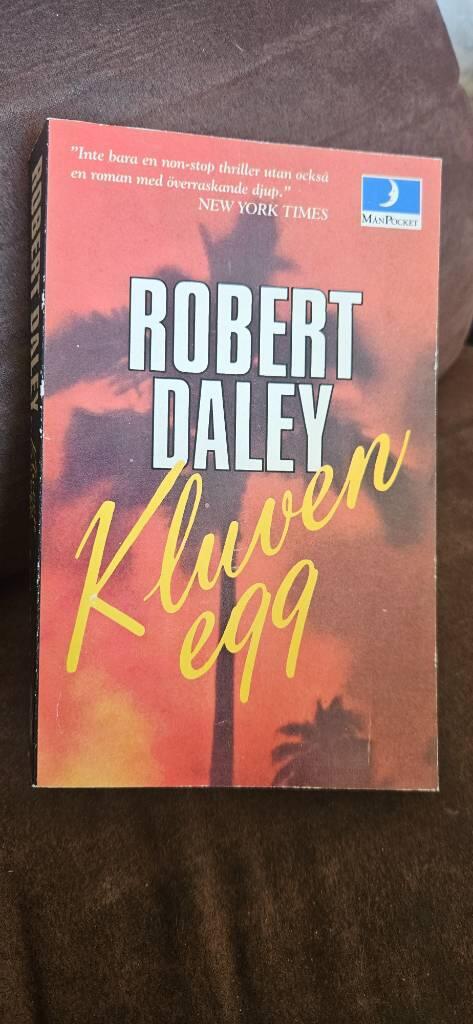 "Inte bara en non-stop thriller utan också
en roman med överraskande djup."
NEW YORK TIMES
MÅNPOCKET
ROBERT
DALEY
Kluven
egg
ROBERT DALEY